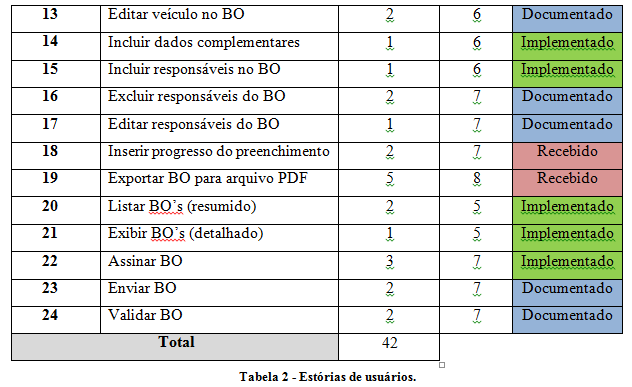 13 Editar veículo no BO 2 6 Documentado
14 Incluir dados complementares 1 6 Implementado
15 Incluir responsáveis no BO 1 6 Implementado
16 Excluir responsáveis do BO 2 7 Documentado
17 Editar responsáveis do BO 1 7 Documentado
18 Inserir progresso do preenchimento 2 7 Recebido
19 Exportar BO para arquivo PDF 5 8 Recebido
20 Listar BO’s (resumido) 2 5 Implementado
21 Exibir BO’s (detalhado) 1 5 Implementado
22 Assinar BO 3 7 Implementado
23 Enviar BO 2 7 Documentado
24 Validar BO 2 7 Documentado
Total 42
Tabela 2 - Estórias de usuários.